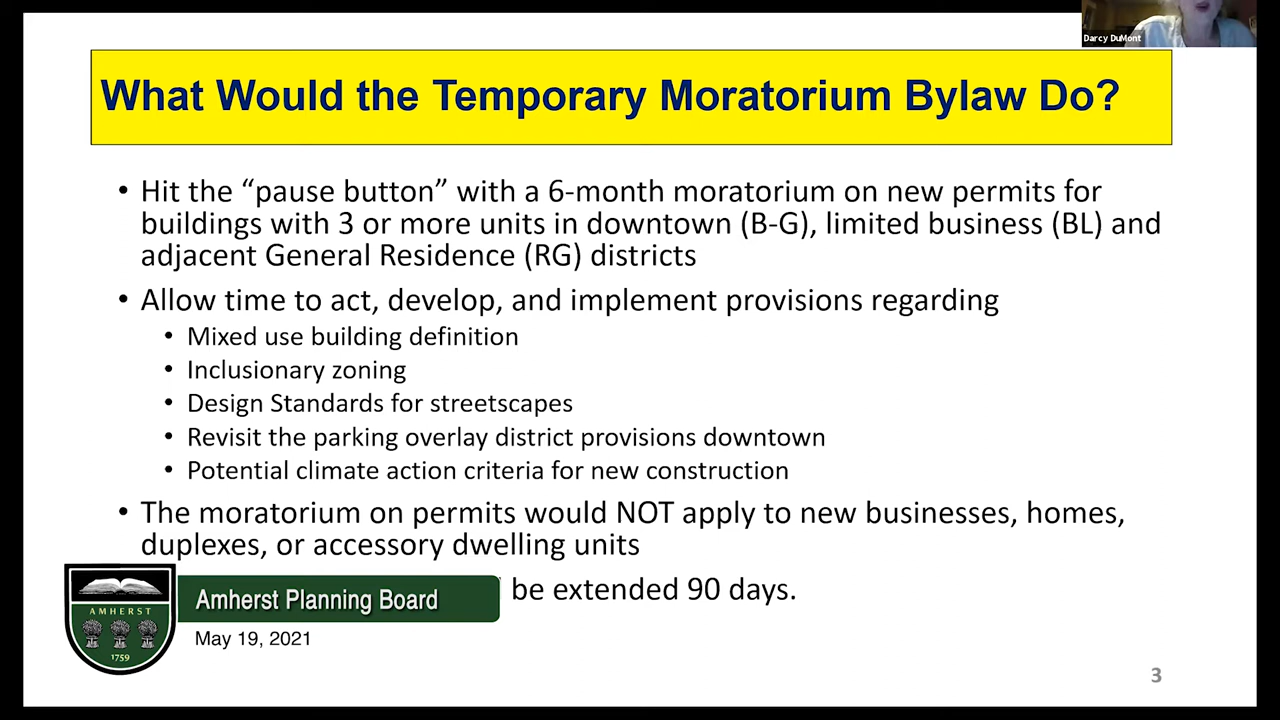 Darcy DuMont
What Would the Temporary Moratorium Bylaw Do?
• Hit the “pause button” with a 6-month moratorium on new permits for
buildings with 3 or more units in downtown (B-G), limited business (BL) and
adjacent General Residence (RG) districts
• Allow time to act, develop, and implement provisions regarding
• Mixed use building definition
• Inclusionary zoning
• Design Standards for streetscapes
• Revisit the parking overlay district provisions downtown
• Potential climate action criteria for new construction
• The moratorium on permits would NOT apply to new businesses, homes,
duplexes, or accessory dwelling units
be extended 90 days.
AMHERST
1759
Amherst Planning Board
May 19, 2021
3